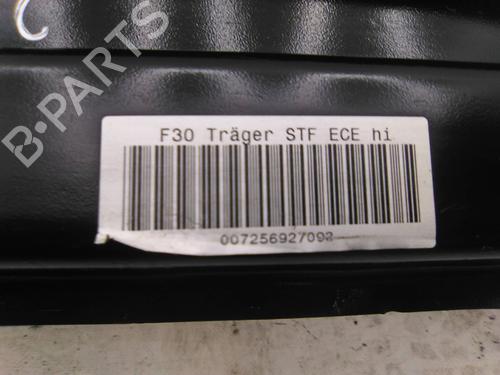 B-PARTS
F30 Träger STF ECE hi
007256927092